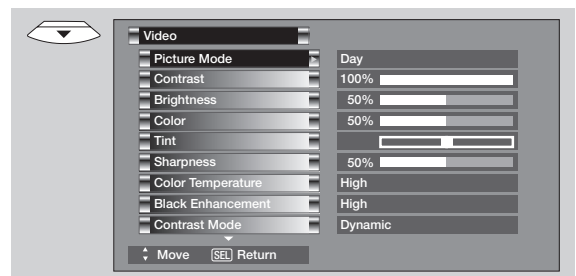 Video
Picture Mode Day
Contrast 100%
Brightness 50%
Color 50%
Tint
Sharpness 50%
Color Temperature High
Black Enhancement High
Contrast Mode Dynamic
Move SEL Return